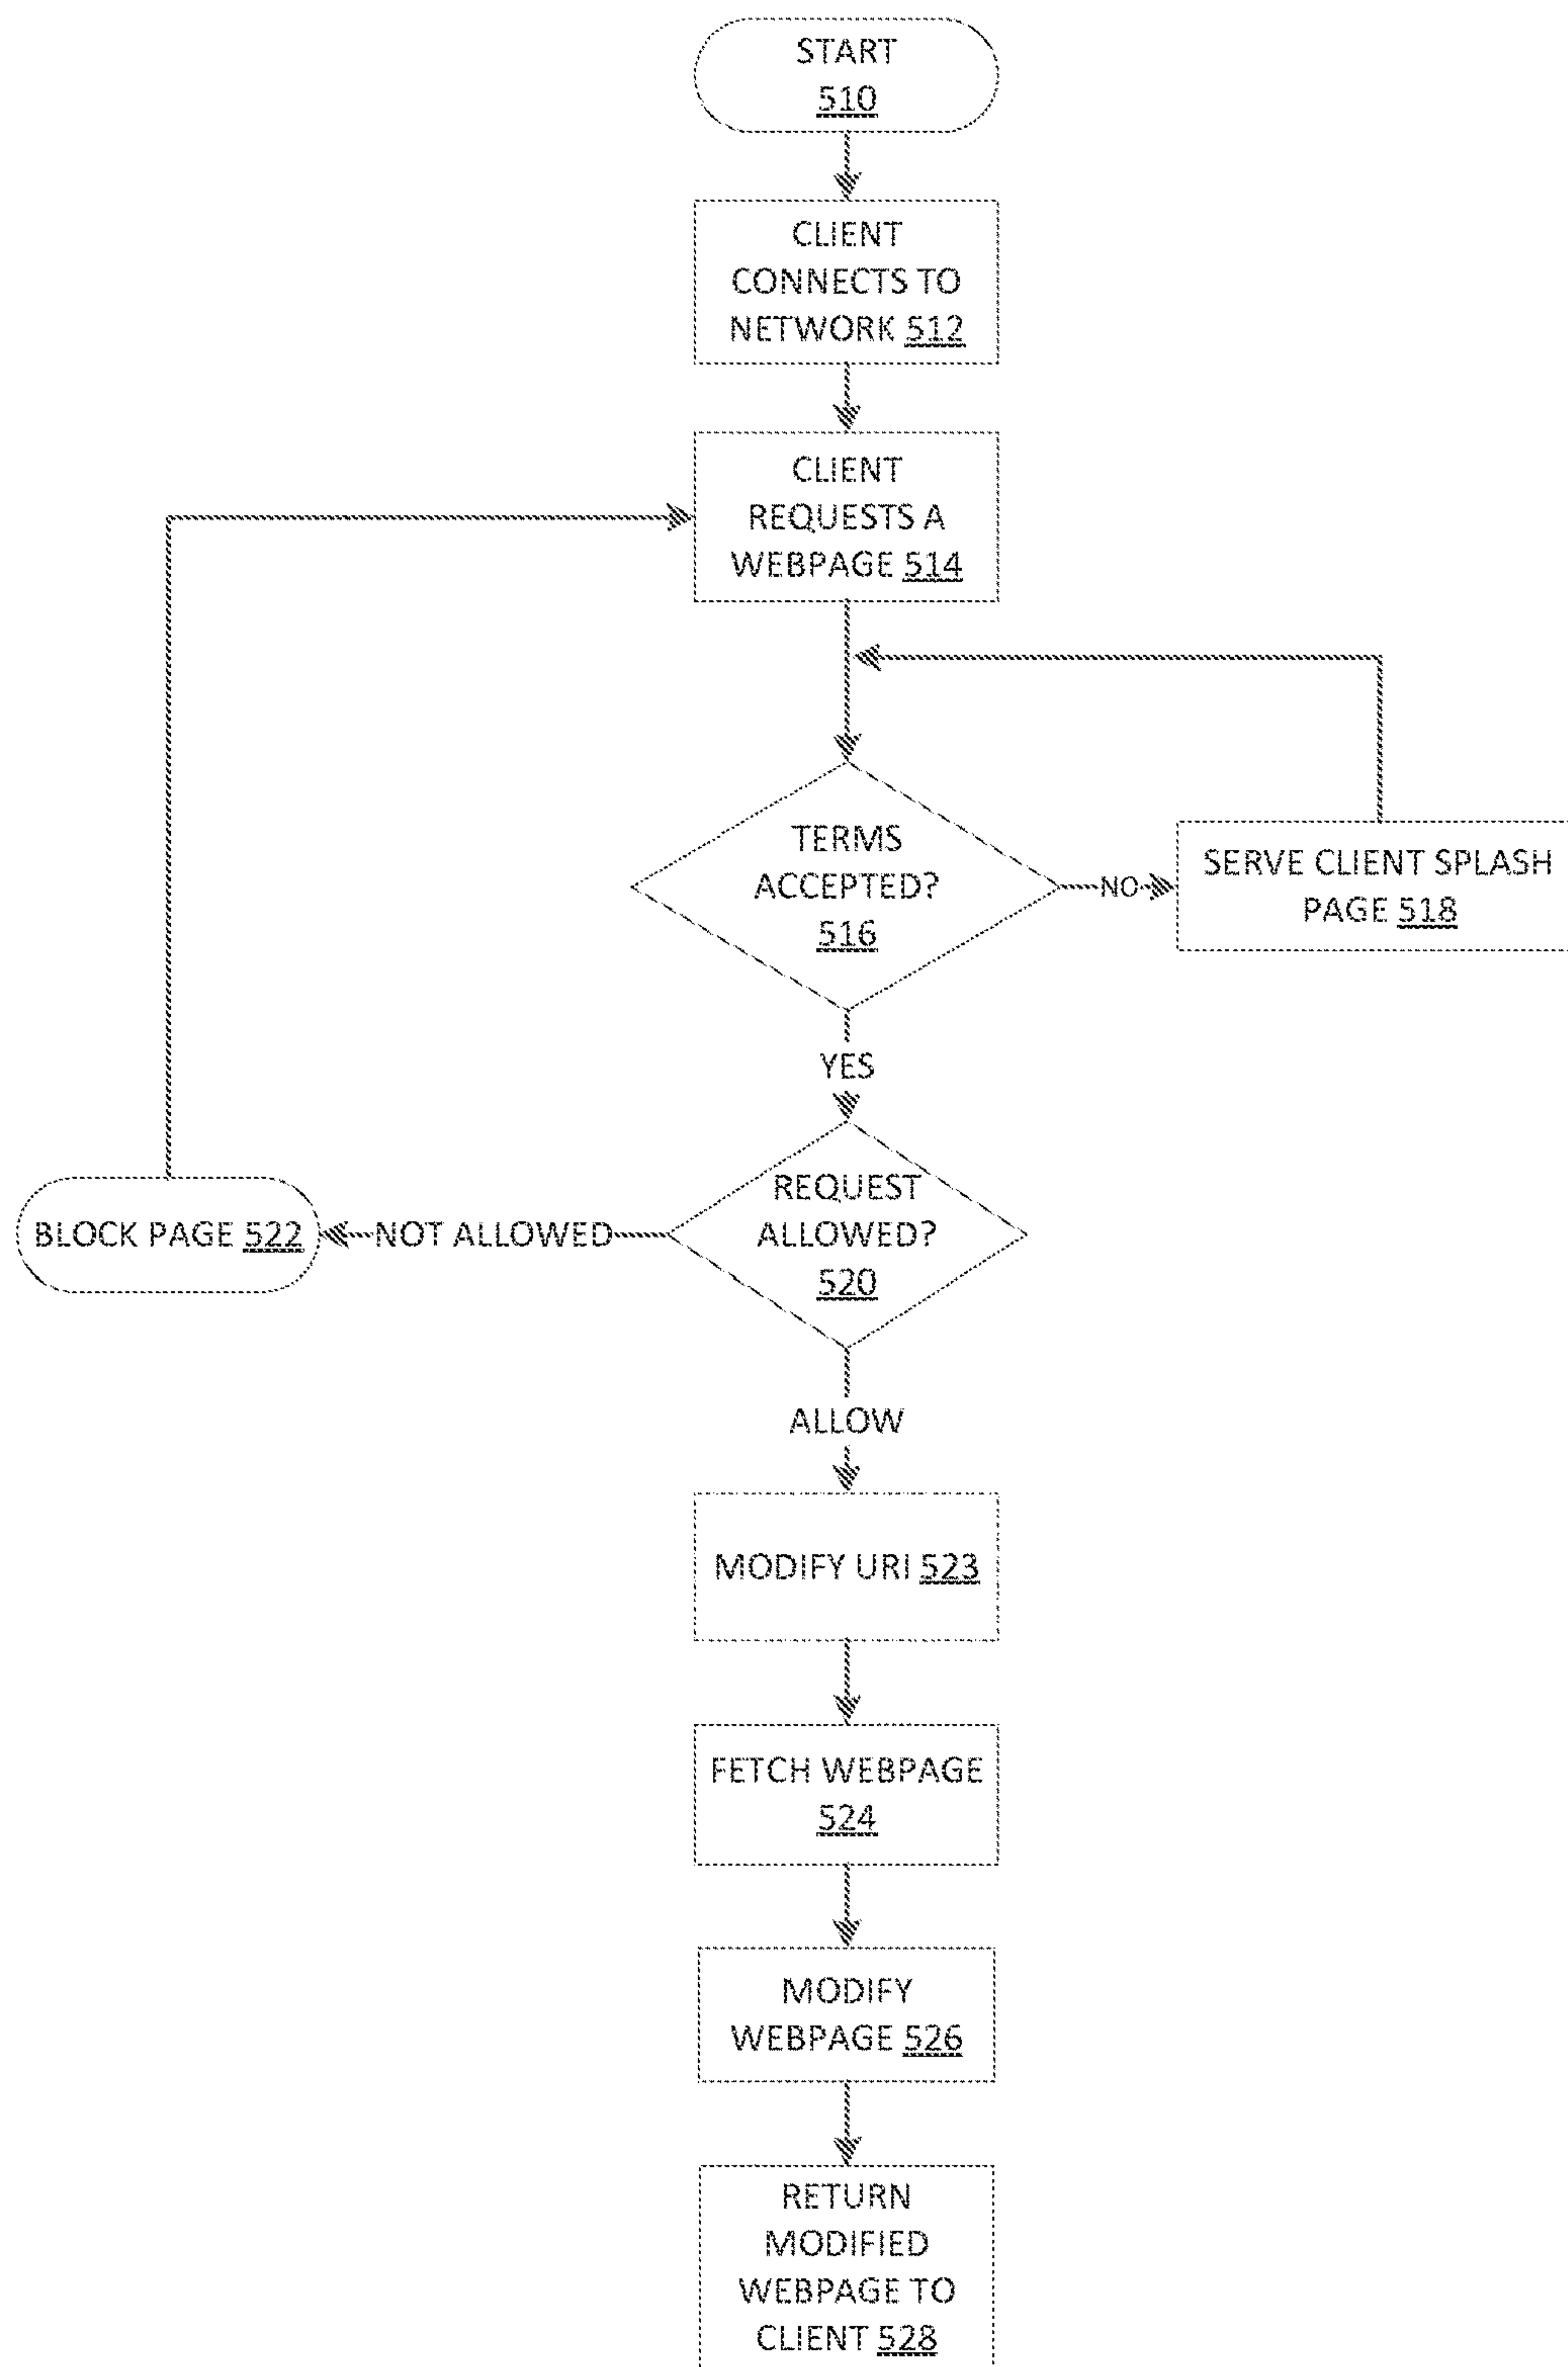 START
510
CLIENT
CONNECTS TO
NETWORK 512
CLIENT
REQUESTS A
WEBPAGE 514
TERMS
ACCEPTED?
516
NO
SERVE CLIENT SPLASH
PAGE 518
YES
REQUEST
ALLOWED?
520
NOT ALLOWED
BLOCK PAGE 522
ALLOW
MODIFY URI 523
FETCH WEBPAGE
524
MODIFY
WEBPAGE 526
RETURN
MODIFIED
WEBPAGE TO
CLIENT 528